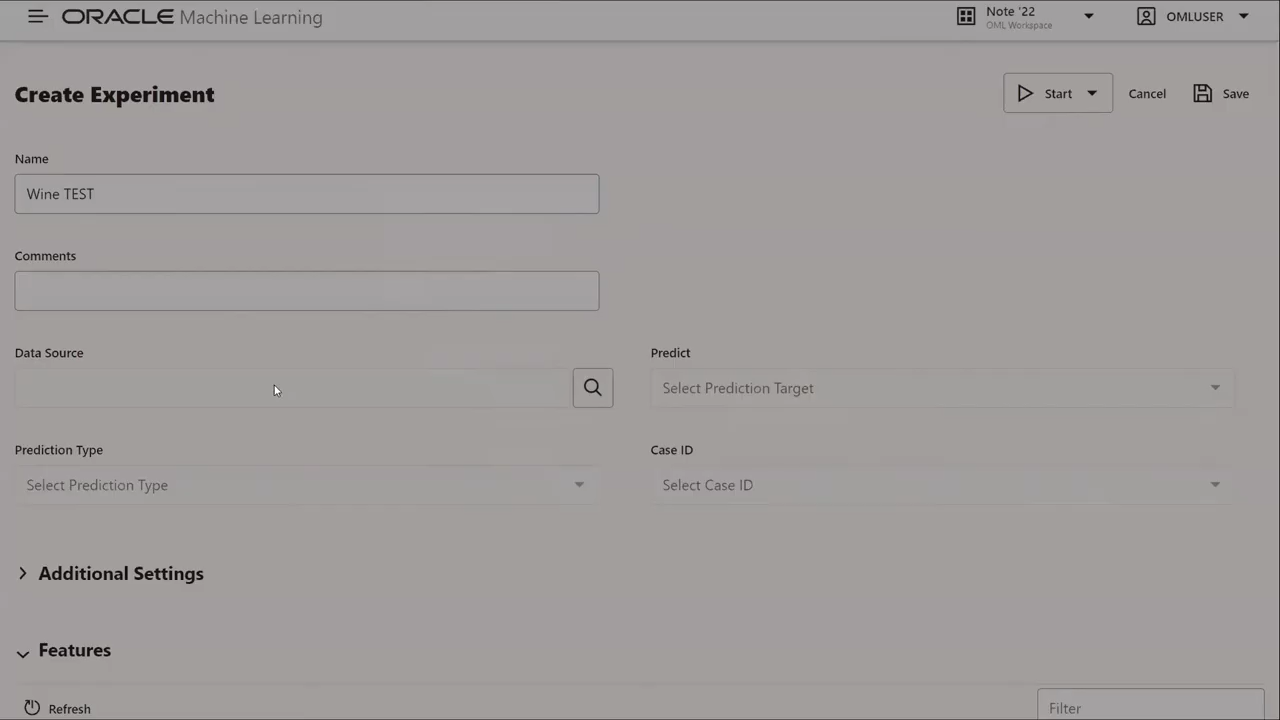 ORACLE Machine Learning
Note '22
OML Workspace
OMLUSER
Create Experiment
Start
Cancel
Save
Name
Wine TEST
Comments
Data Source
Predict
Select Prediction Target
Prediction Type
Case ID
Select Prediction Type
Select Case ID
Additional Settings
Features
Refresh
Filter